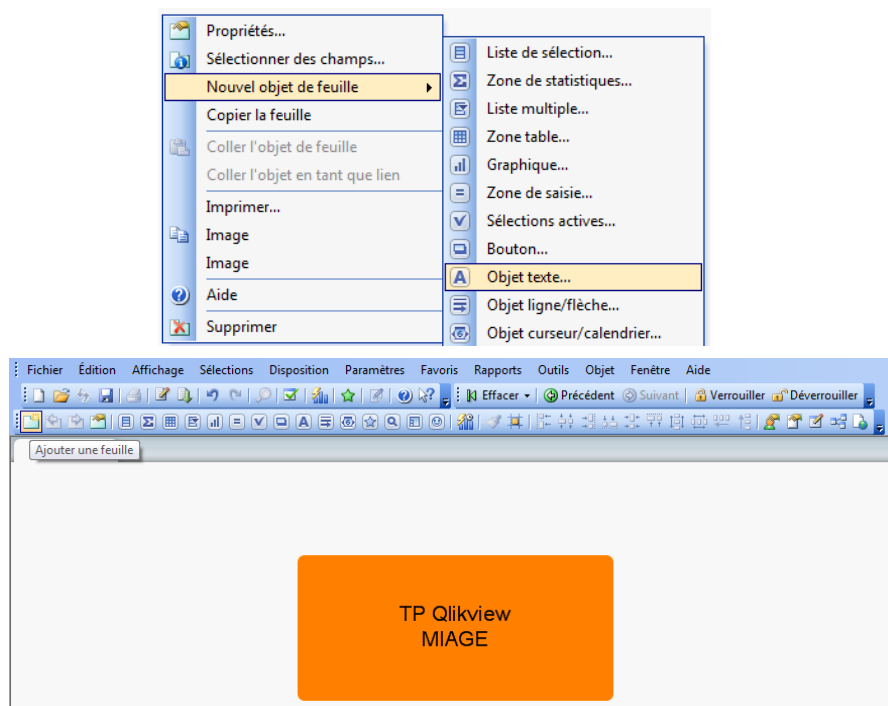 Propriétés...
Sélectionner des champs...
Nouvel objet de feuille
Copier la feuille
Coller l'objet de feuille
Coller l'objet en tant que lien
Imprimer...
Image
Image
Aide
Supprimer
Liste de sélection...
Zone de statistiques...
Liste multiple...
Zone table...
Graphique...
Zone de saisie...
Sélections actives...
Bouton...
Objet texte...
Objet ligne/flèche...
Objet curseur/calendrier...
Fichier Édition Affichage Sélections Disposition Paramètres Favoris Rapports Outils Objet Fenêtre Aide
Effacer Précédent Suivant Verrouiller Déverrouiller
Ajouter une feuille
TP Qlikview
MIAGE